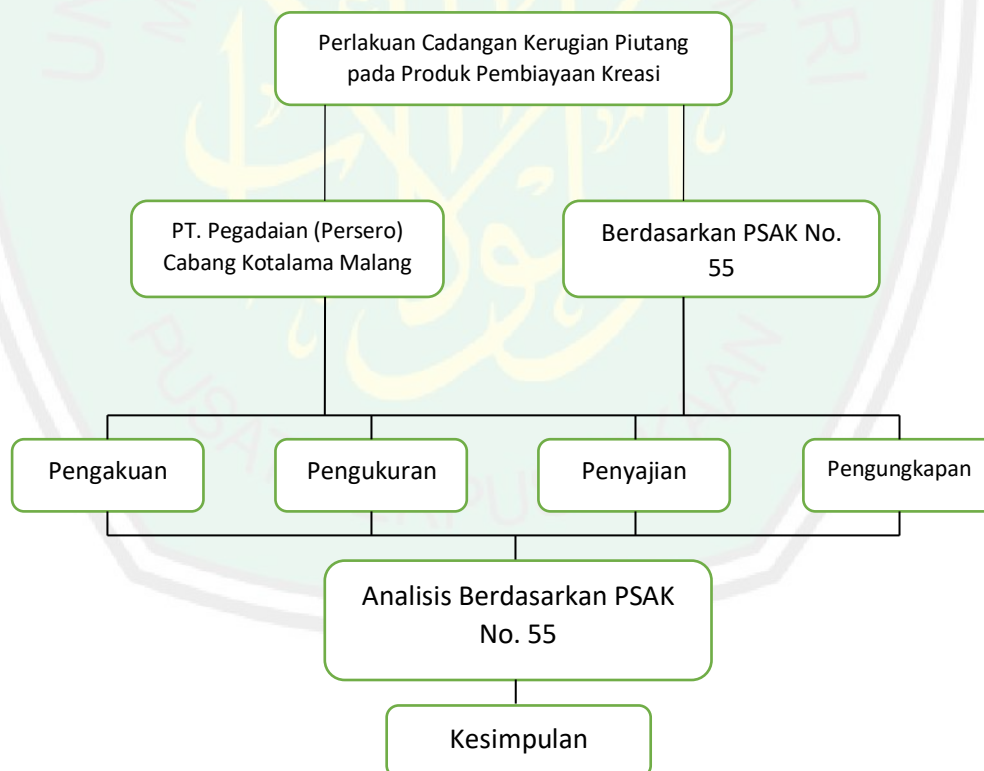 Perlakuan Cadangan Kerugian Piutang
pada Produk Pembiayaan Kreasi
PT. Pegadaian (Persero)
Cabang Kotalama Malang
Berdasarkan PSAK No.
55
Pengakuan
Pengukuran
Penyajian
Pengungkapan
Analisis Berdasarkan PSAK
No. 55
Kesimpulan